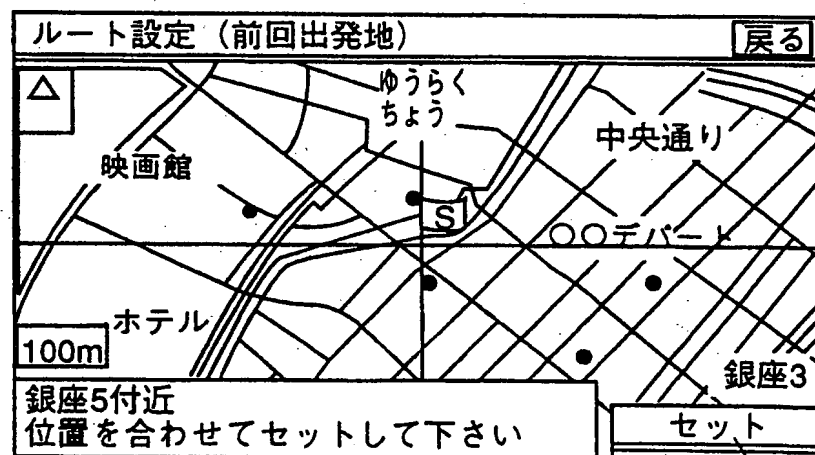 ルート設定（前回出発地）
戻る
△
ゆうらく
ちょう
中央通り
映画館
S
○○デパート
ホテル
100m
銀座3
銀座5付近
位置を合わせてセットして下さい
セット